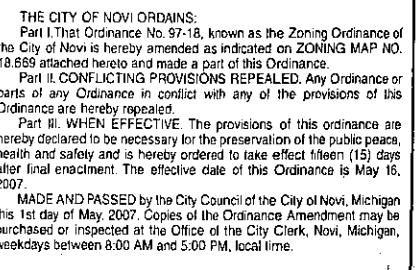 THE CITY OF NOVI ORDAINS:
Part I. That Ordinance No. 97-18, known as the Zoning Ordinance of
the City of Novi is hereby amended as indicated on ZONING MAP NO.
18.669 attached hereto and made a part of this Ordinance.
Part II. CONFLICTING PROVISIONS REPEALED. Any Ordinance or
parts of any Ordinance in conflict with any of the provisions of this
Ordinance are hereby repealed.
Part III. WHEN EFFECTIVE. The provisions of this ordinance are
hereby declared to be necessary for the preservation of the public peace,
health and safety and is hereby ordered to take effect fifteen (15) days
after final enactment. The effective date of this Ordinance is May 16,
2007.
MADE AND PASSED by the City Council of the City of Novi, Michigan
this 1st day of May, 2007. Copies of the Ordinance Amendment may be
purchased or inspected at the Office of the City Clerk, Novi, Michigan,
weekdays between 8:00 AM and 5:00 PM, local time.